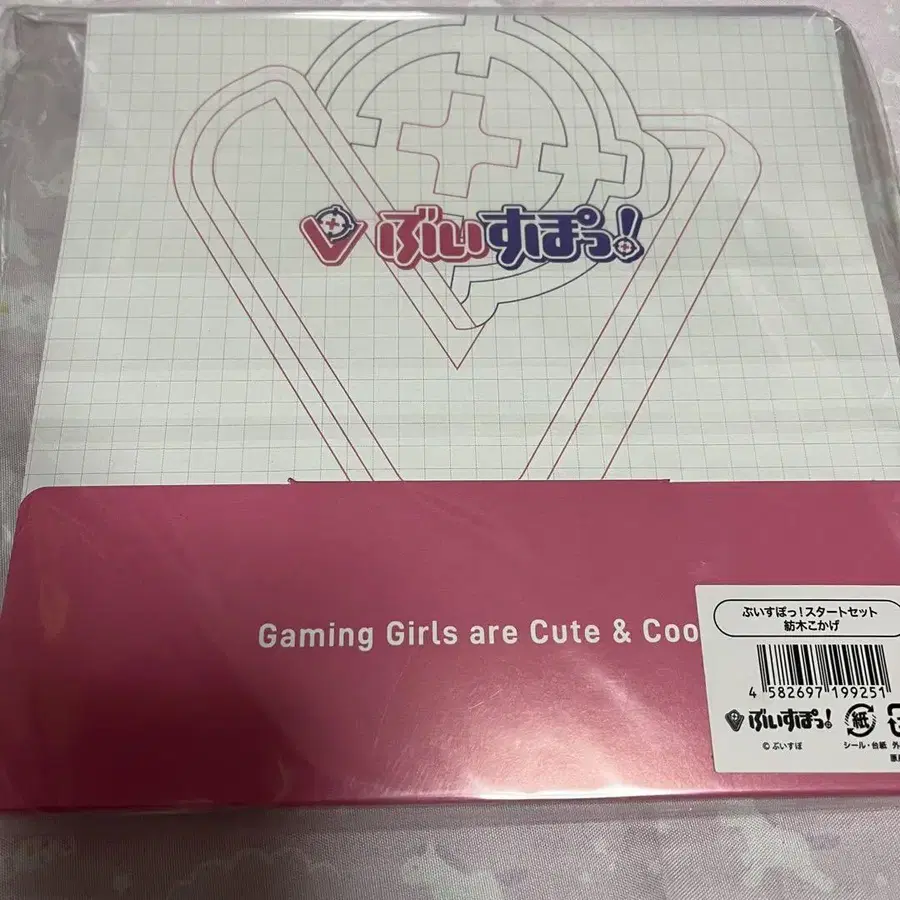 ぶいすぽっ!
Gaming Girls are Cute & Coo
ぶいすぽっ!スタートセット
紡木こかげ
4 582697 199251
ぶいすぽっ! 紙
©ぶいすぽ シール・台紙 外